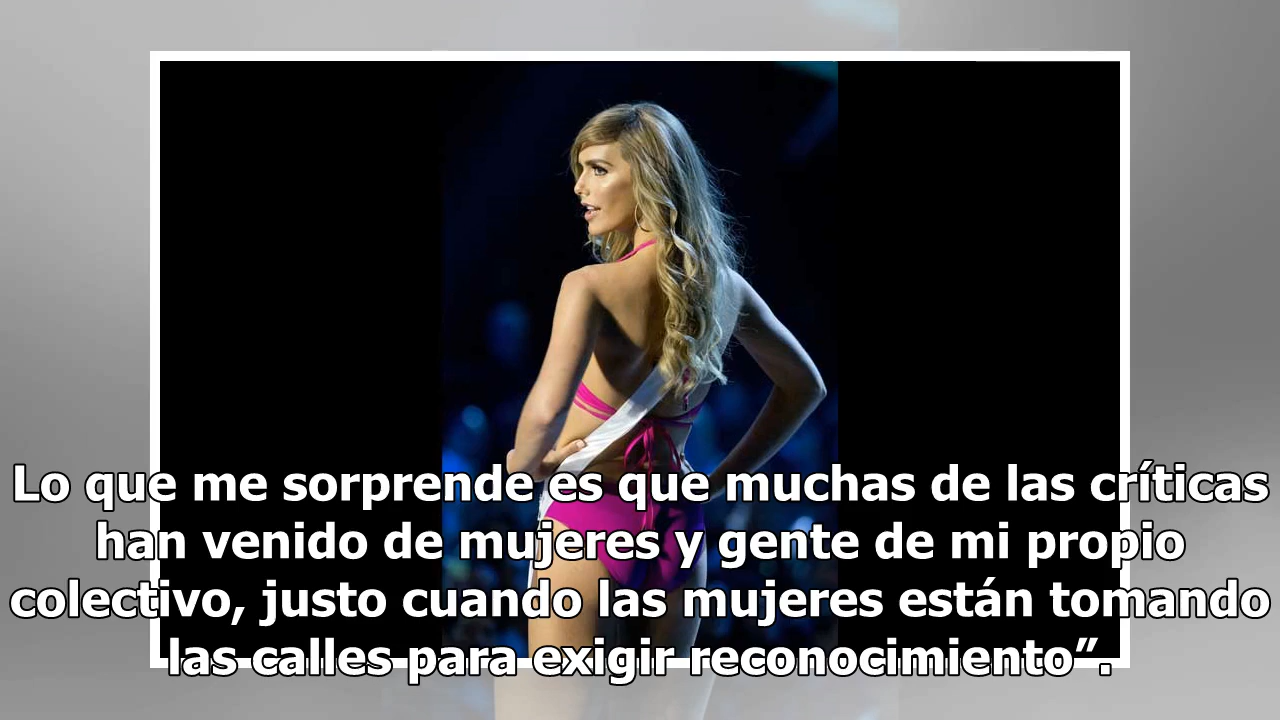 Lo que me sorprende es que muchas de las críticas
han venido de mujeres y gente de mi propio
colectivo, justo cuando las mujeres están tomando
las calles para exigir reconocimiento”.